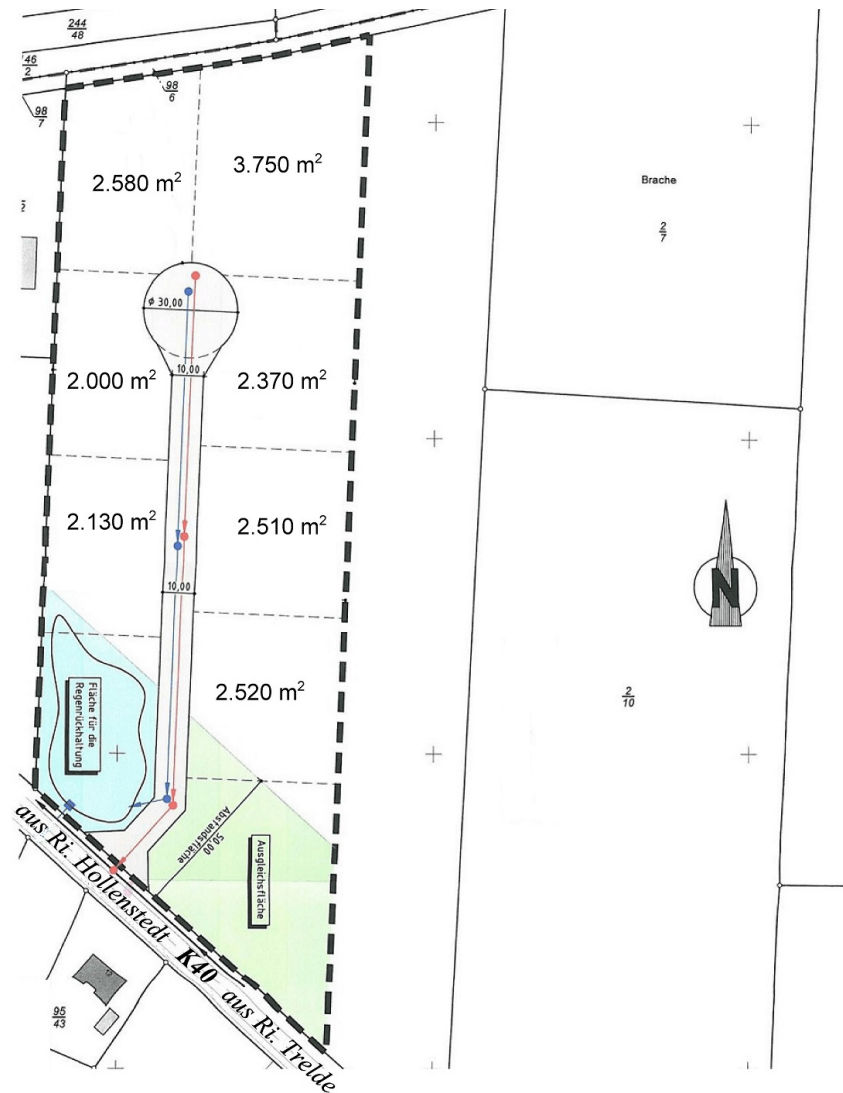 244
48
46
2
98
6
98
7
3.750 m²
2.580 m²
Brache
2
7
ϕ 30,00
10,00
2.000 m²
2.370 m²
2.130 m²
2.510 m²
10,00
N
2.520 m²
2
10
Fläche für die
Regenrückhaltung
50,00
Abstandsfläche
Ausgleichsfläche
aus Ri. Hollenstedt K40 aus Ri. Trelde
12
95
43